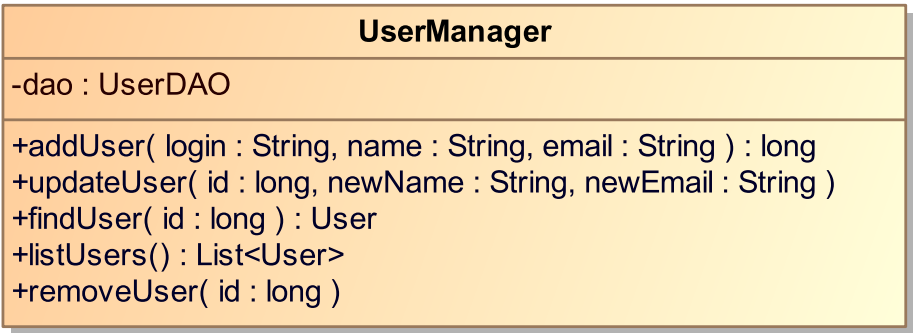 UserManager
-dao : UserDAO
+addUser( login : String, name : String, email : String ) : long
+updateUser( id : long, newName : String, newEmail : String )
+findUser( id : long ) : User
+listUsers() : List<User>
+removeUser( id : long )